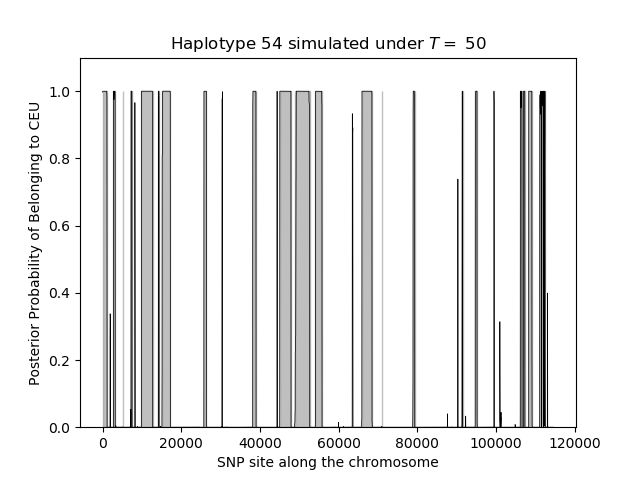 Haplotype 54 simulated under T = 50
Posterior Probability of Belonging to CEU
1.0
0.8
0.6
0.4
0.2
0.0
0 20000 40000 60000 80000 100000 120000
SNP site along the chromosome